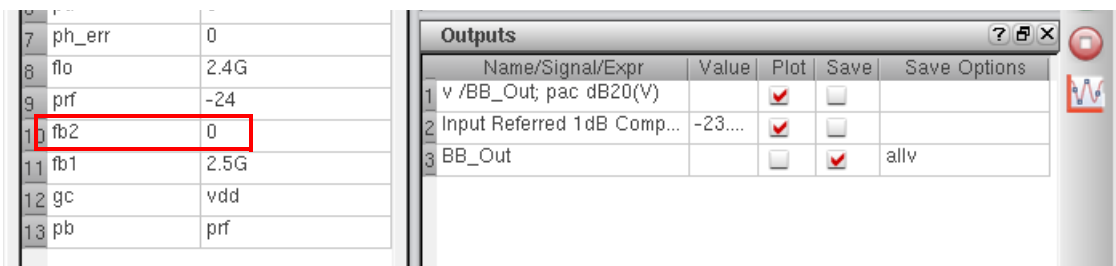 7 ph_err 0
8 flo 2.4G
9 prf -24
10 fb2 0
11 fb1 2.5G
12 gc vdd
13 pb prf
Outputs ?
Name/Signal/Expr Value Plot Save Save Options
1 v /BB_Out; pac dB20(V)
2 Input Referred 1dB Comp... -23....
3 BB_Out allv